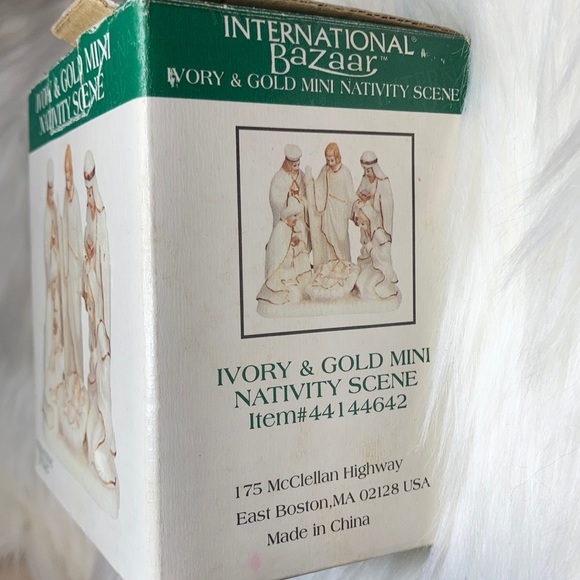 IVORY & GOLD MINI
NATIVITY SCENE
INTERNATIONAL®
Bazaar™
IVORY & GOLD MINI NATIVITY SCENE
IVORY & GOLD MINI
NATIVITY SCENE
Item#44144642
175 McClellan Highway
East Boston,MA 02128 USA
Made in China